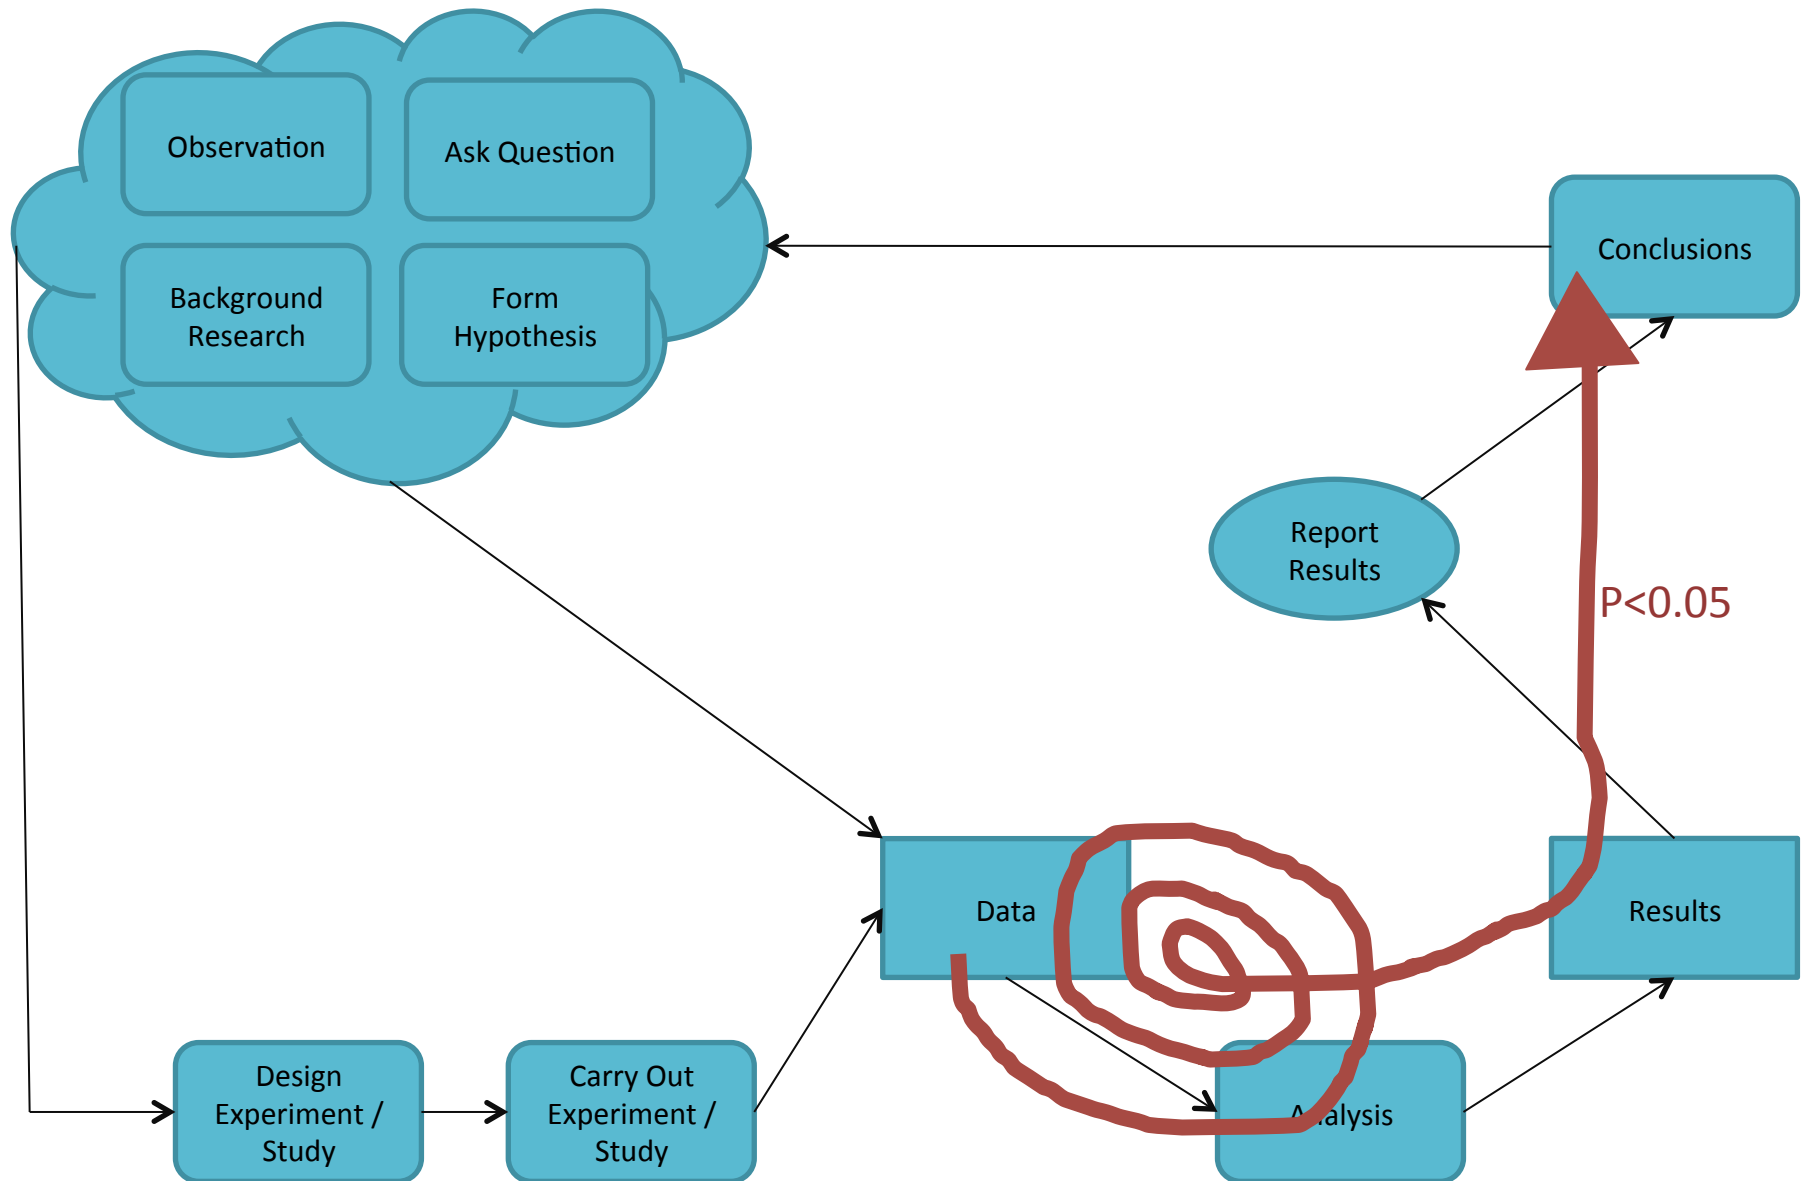 Observation
Ask Question
Background
Research
Form
Hypothesis
Conclusions
Report
Results
P<0.05
Data
Results
Design
Experiment /
Study
Carry Out
Experiment /
Study
Analysis